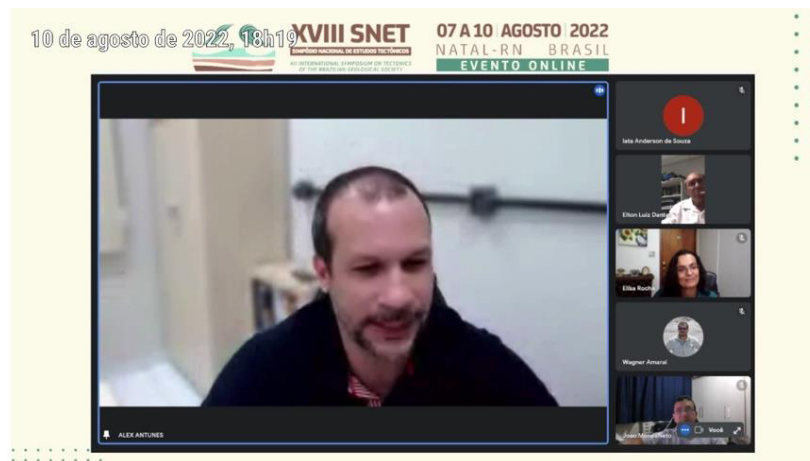 10 de agosto de 2022, 18h19
XVIII SNET
SIMPÓSIO NACIONAL DE ESTUDOS TECTÔNICOS
XII INTERNATIONAL SYMPOSIUM ON TECTONICS
OF THE BRAZILIAN GEOLOGICAL SOCIETY
07 A 10 AGOSTO 2022
NATAL-RN BRASIL
EVENTO ONLINE
I
Iata Anderson de Souza
Elton Luiz
Elba Rocha
Wagner Amaral
ALEX ANTUNES
Você